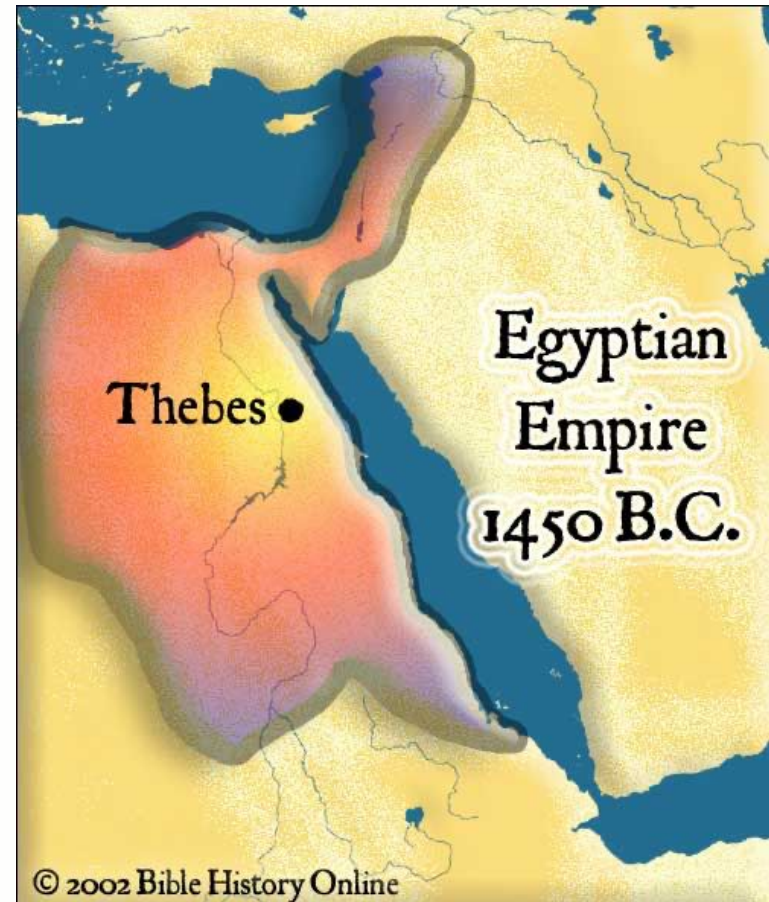 Egyptian
Empire
1450 B.C.
Thebes
© 2002 Bible History Online